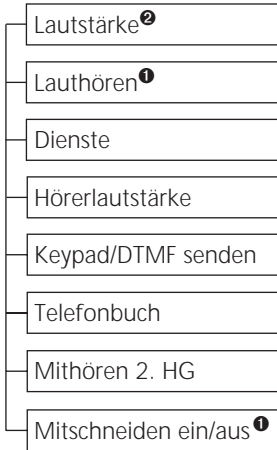 Lautstärke❷
Lauthören❶
Dienste
Hörerlautstärke
Keypad/DTMF senden
Telefonbuch
Mithören 2. HG
Mitschneiden ein/aus❶